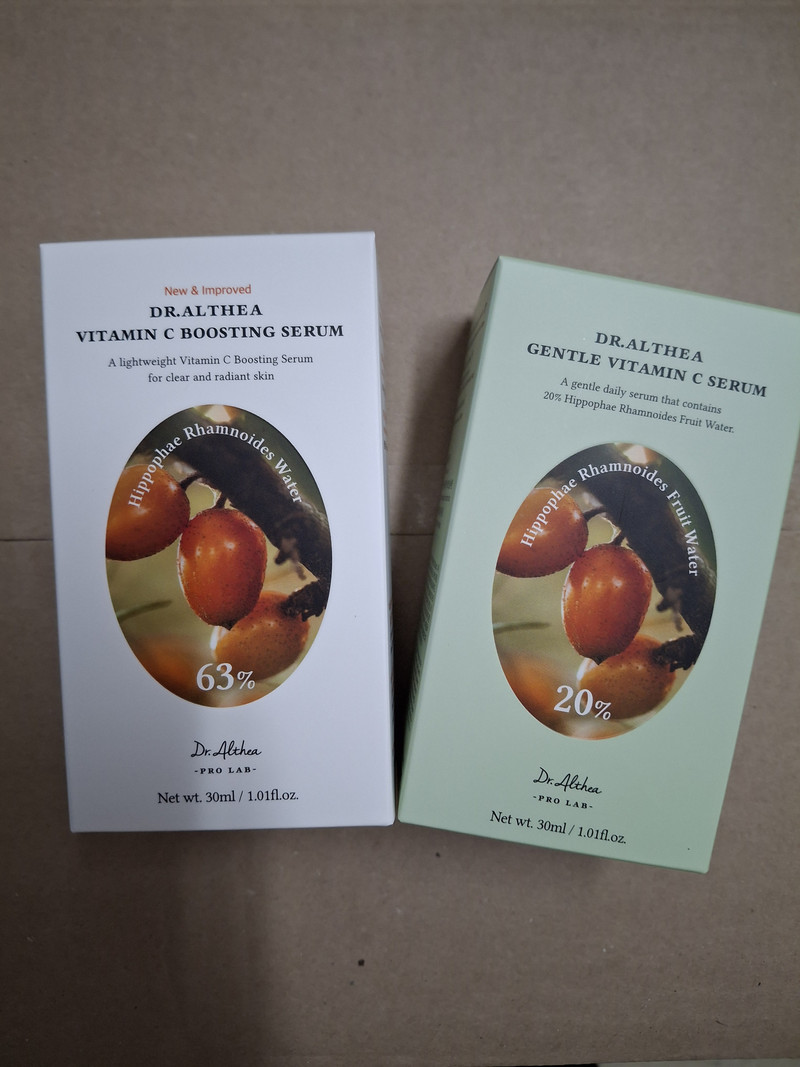 New & Improved
DR.ALTHEA
VITAMIN C BOOSTING SERUM
A lightweight Vitamin C Boosting Serum
for clear and radiant skin
Hippophae Rhamnoides Water
63%
Dr. Althea
-PRO LAB-
Net wt. 30ml / 1.01fl.oz.
DR.ALTHEA
GENTLE VITAMIN C SERUM
A gentle daily serum that contains
20% Hippophae Rhamnoides Fruit Water.
Hippophae Rhamnoides Fruit Water
20%
Dr. Althea
-PRO LAB-
Net wt. 30ml / 1.01fl.oz.